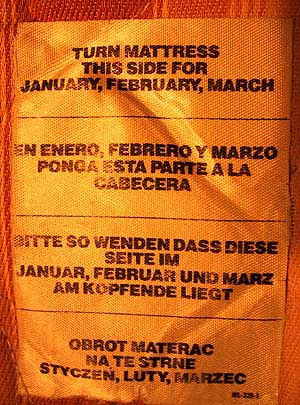 TURN MATTRESS
THIS SIDE FOR
JANUARY, FEBRUARY, MARCH
EN ENERO, FEBRERO Y MARZO
PONGA ESTA PARTE A LA
CABECERA
BITTE SO WENDEN DASS DIESE
SEITE IM
JANUAR, FEBRUAR UND MARZ
AM KOPFENDE LIEGT
OBROT MATERAC
NA TE STRNE
STYCZEN, LUTY, MARZEC